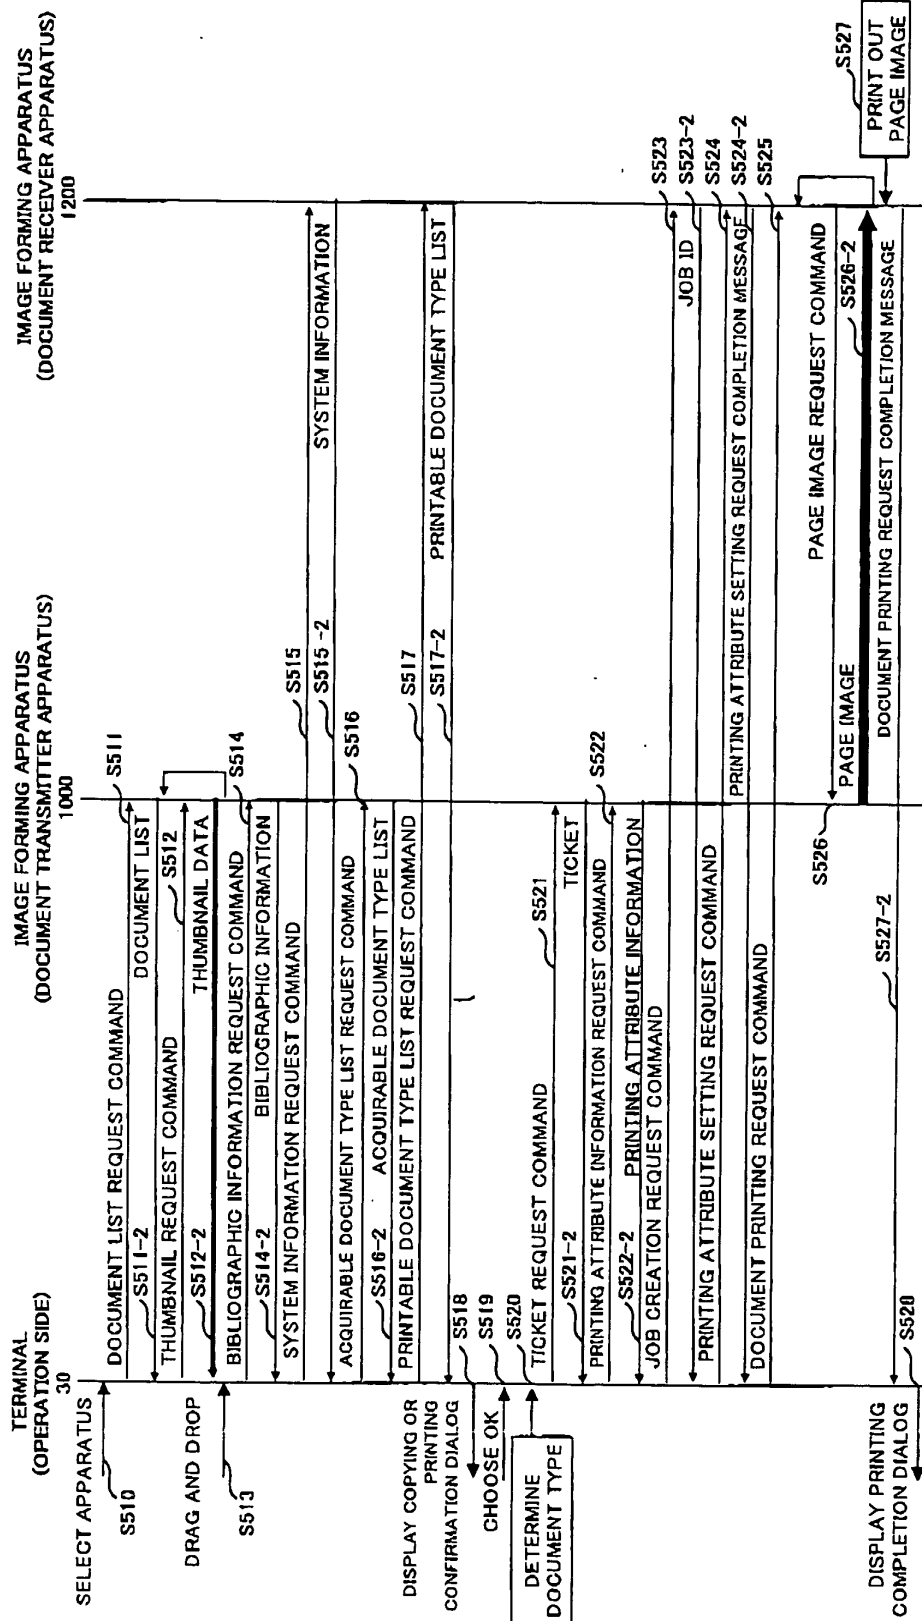 TERMINAL
(OPERATION SIDE)
30
IMAGE FORMING APPARATUS
(DOCUMENT TRANSMITTER APPARATUS)
1000
IMAGE FORMING APPARATUS
(DOCUMENT RECEIVER APPARATUS)
1200
SELECT APPARATUS
S510
DOCUMENT LIST REQUEST COMMAND
S511
S511-2
DOCUMENT LIST
THUMBNAIL REQUEST COMMAND
S512
S512-2
THUMBNAIL DATA
DRAG AND DROP
S513
BIBLIOGRAPHIC INFORMATION REQUEST COMMAND
S514
S514-2
BIBLIOGRAPHIC INFORMATION
SYSTEM INFORMATION REQUEST COMMAND
S515
S515-2
SYSTEM INFORMATION
ACQUIRABLE DOCUMENT TYPE LIST REQUEST COMMAND
S516
S516-2
ACQUIRABLE DOCUMENT TYPE LIST
PRINTABLE DOCUMENT TYPE LIST REQUEST COMMAND
S517
S517-2
PRINTABLE DOCUMENT TYPE LIST
DISPLAY COPYING OR
PRINTING
CONFIRMATION DIALOG
S518
CHOOSE OK
S519
S520
DETERMINE
DOCUMENT TYPE
TICKET REQUEST COMMAND
S521
S521-2
TICKET
PRINTING ATTRIBUTE INFORMATION REQUEST COMMAND
S522
S522-2
PRINTING ATTRIBUTE INFORMATION
JOB CREATION REQUEST COMMAND
S523
JOB ID
S523-2
PRINTING ATTRIBUTE SETTING REQUEST COMMAND
S524
PRINTING ATTRIBUTE SETTING REQUEST COMPLETION MESSAGE
S524-2
DOCUMENT PRINTING REQUEST COMMAND
S525
PAGE IMAGE REQUEST COMMAND
S526
PAGE IMAGE
S526-2
S527
PRINT OUT
PAGE IMAGE
DOCUMENT PRINTING REQUEST COMPLETION MESSAGE
S527-2
DISPLAY PRINTING
COMPLETION DIALOG
S528